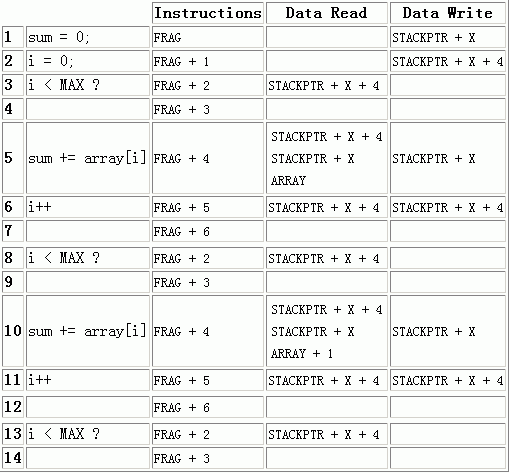 Instructions Data Read Data Write
1 sum = 0; FRAG STACKPTR + X
2 i = 0; FRAG + 1 STACKPTR + X + 4
3 i < MAX ? FRAG + 2 STACKPTR + X + 4
4 FRAG + 3
STACKPTR + X + 4
5 sum += array[i] FRAG + 4 STACKPTR + X STACKPTR + X
ARRAY
6 i++ FRAG + 5 STACKPTR + X + 4 STACKPTR + X + 4
7 FRAG + 6
8 i < MAX ? FRAG + 2 STACKPTR + X + 4
9 FRAG + 3
STACKPTR + X + 4
10 sum += array[i] FRAG + 4 STACKPTR + X STACKPTR + X
ARRAY + 1
11 i++ FRAG + 5 STACKPTR + X + 4 STACKPTR + X + 4
12 FRAG + 6
13 i < MAX ? FRAG + 2 STACKPTR + X + 4
14 FRAG + 3